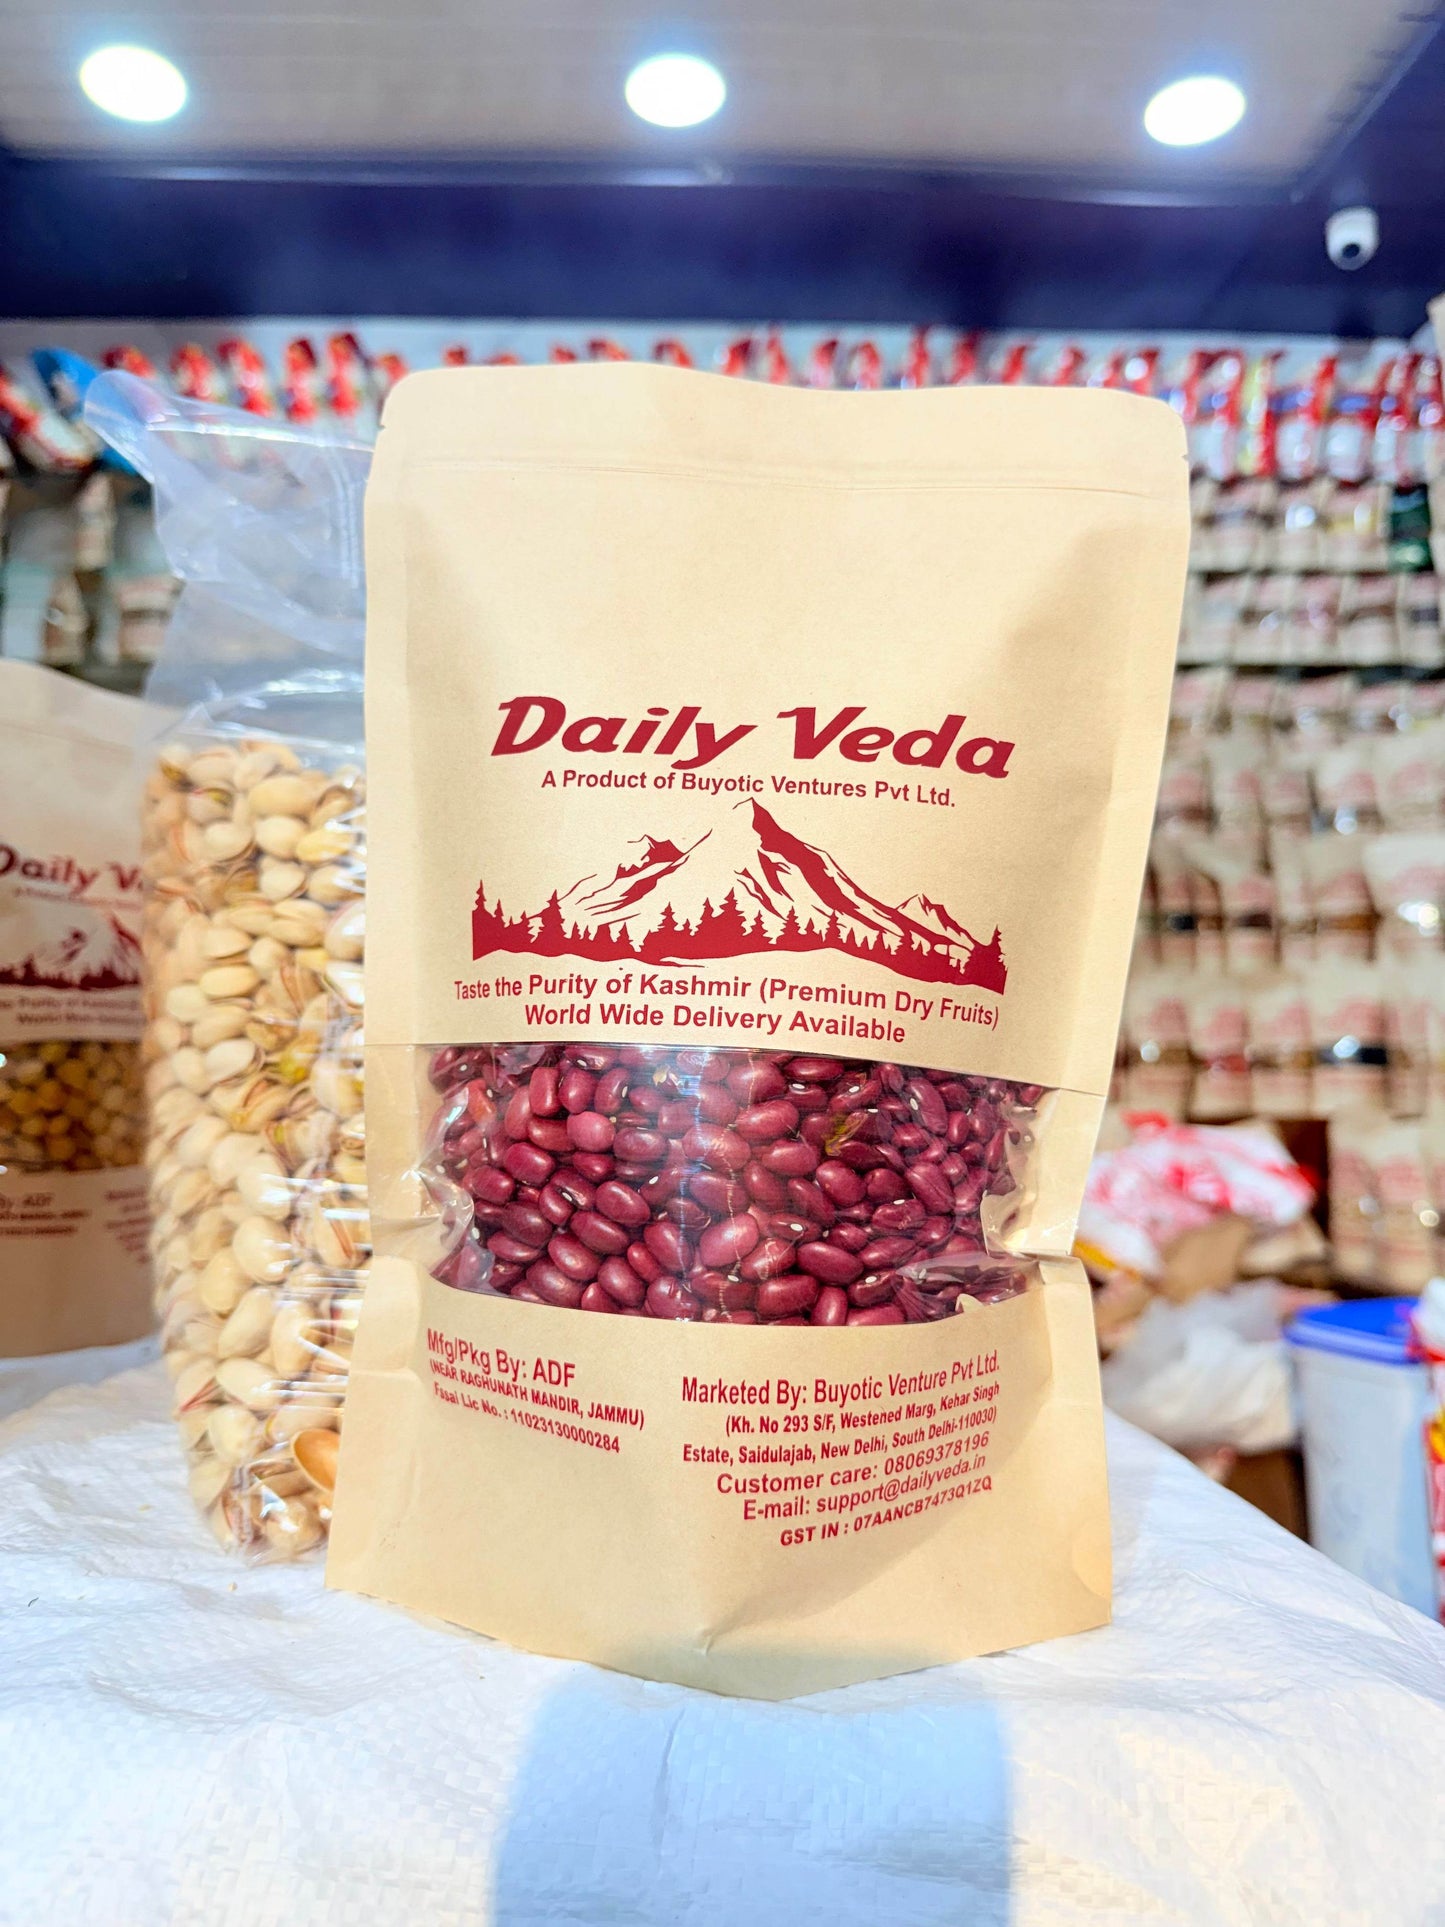 Daily Veda
A Product of Buyotic Ventures Pvt Ltd.
Taste the Purity of Kashmir (Premium Dry Fruits)
World Wide Delivery Available
Mfg/Pkg By: ADF
(NEAR RAGHUNATH MANDIR, JAMMU)
Fssai Lic No. : 11023130000284
Marketed By: Buyotic Venture Pvt Ltd.
(Kh. No 293 S/F, Westened Marg, Kehar Singh
Estate, Saidulajab, New Delhi, South Delhi-110030)
Customer care: 08069378196
E-mail: support@dailyveda.in
GST IN : 07AANCB7473Q1ZQ
Daily Ve